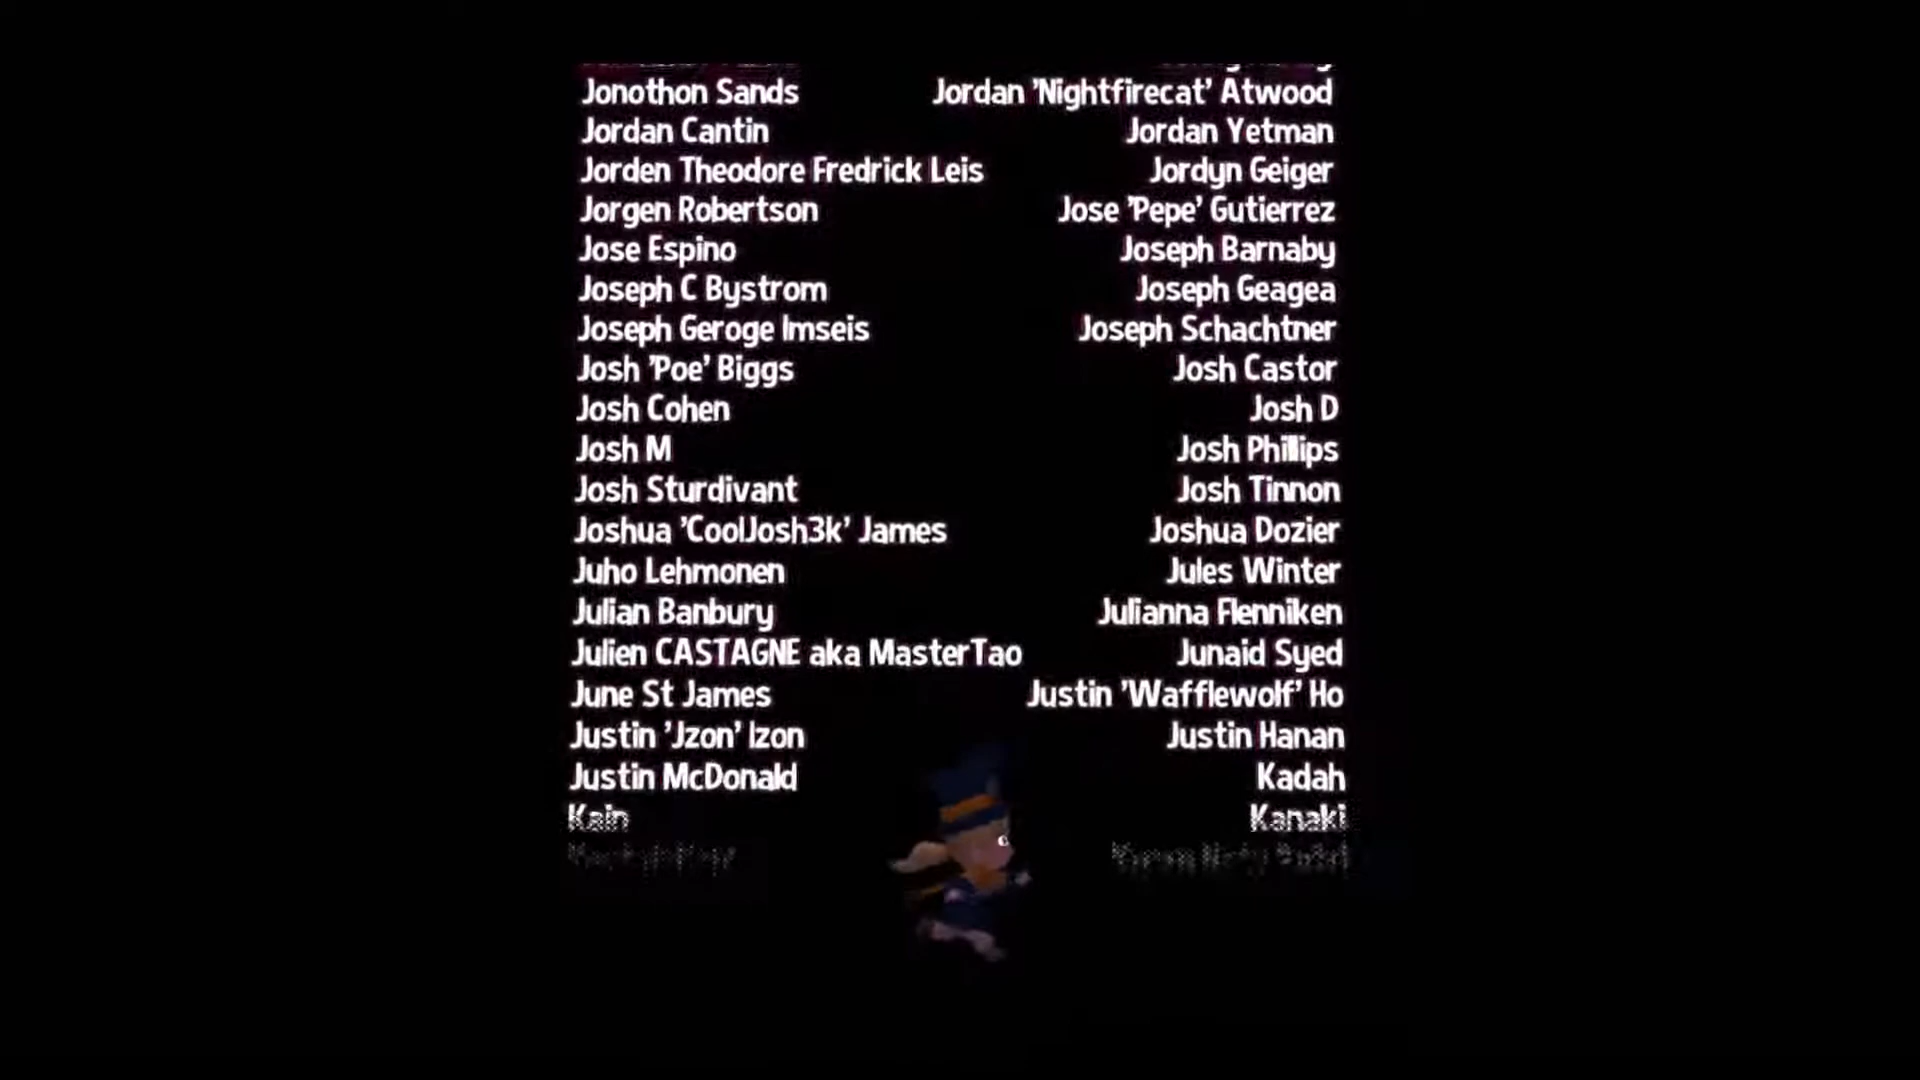 Jonothon Sands Jordan 'Nightfirecat' Atwood
Jordan Cantin Jordan Yetman
Jorden Theodore Fredrick Leis Jordyn Geiger
Jorgen Robertson Jose 'Pepe' Gutierrez
Jose Espino Joseph Barnaby
Joseph C Bystrom Joseph Geagea
Joseph Geroge Imseis Joseph Schachtner
Josh 'Poe' Biggs Josh Castor
Josh Cohen Josh D
Josh M Josh Phillips
Josh Sturdivant Josh Tinnon
Joshua 'CoolJosh3k' James Joshua Dozier
Juho Lehmonen Jules Winter
Julian Banbury Julianna Flenniken
Julien CASTAGNE aka MasterTao Junaid Syed
June St James Justin 'Wafflewolf' Ho
Justin 'Jzon' Izon Justin Hanan
Justin McDonald Kadah
Kain Kanaki